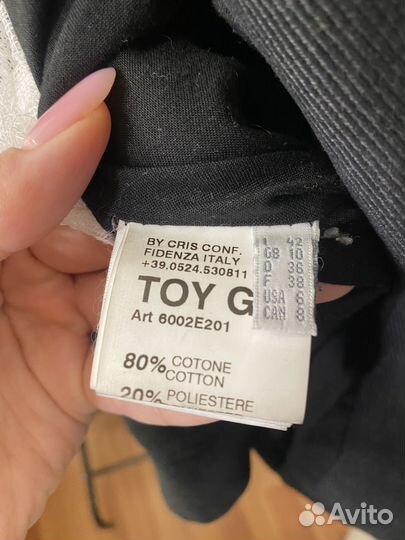 BY CRIS CONF.
FIDENZA ITALY
+39.0524.530811
TOY G
Art 6002E201
80% COTONE
COTTON
20% POLIESTERE
I 42
GB 10
D 36
F 38
USA 6
CAN 8
Avito